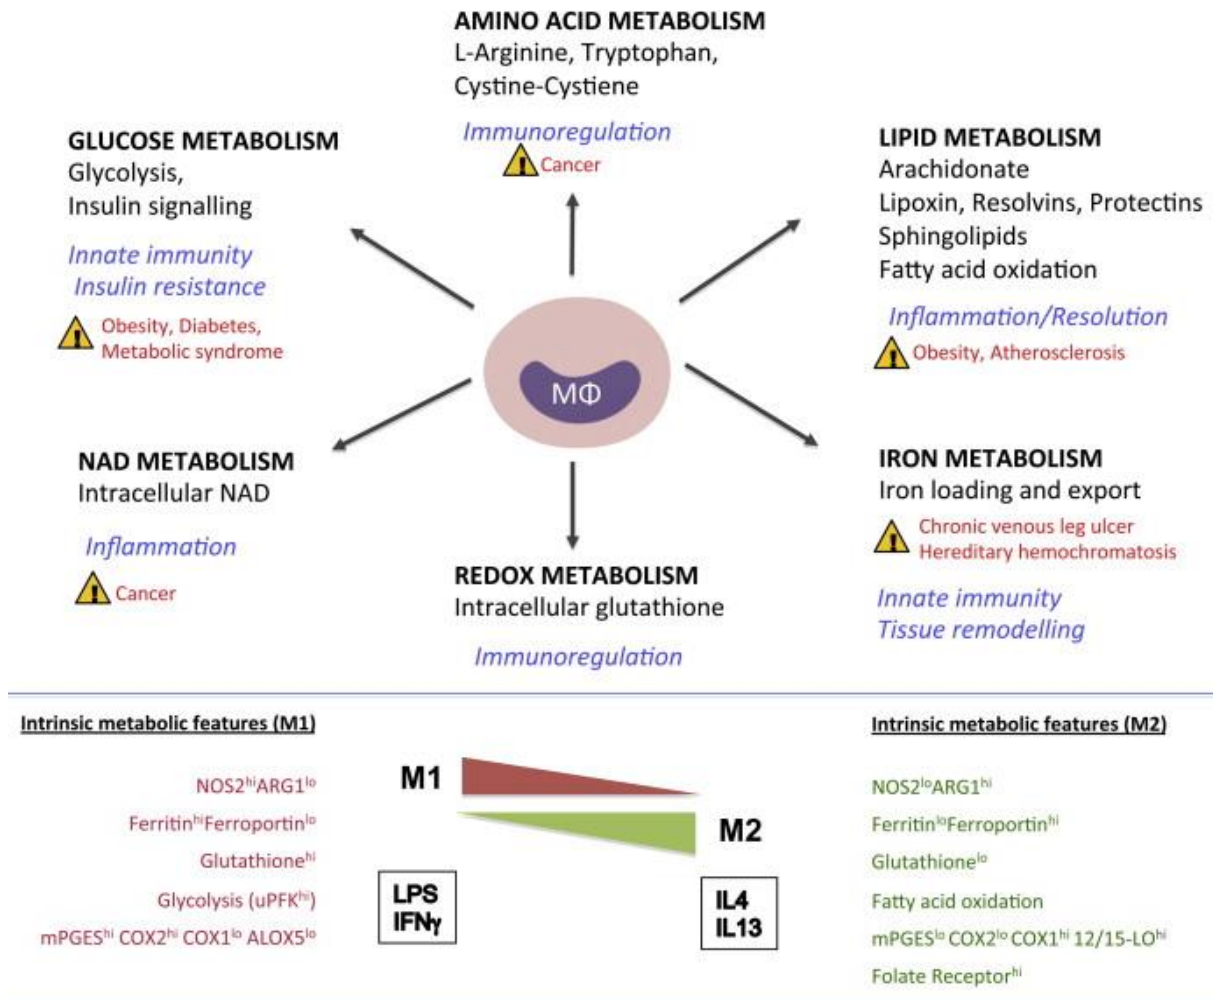 AMINO ACID METABOLISM
L-Arginine, Tryptophan,
Cystine-Cystiene
Immunoregulation
! Cancer
GLUCOSE METABOLISM
Glycolysis,
Insulin signalling
Innate immunity
Insulin resistance
! Obesity, Diabetes,
Metabolic syndrome
LIPID METABOLISM
Arachidonate
Lipoxin, Resolvins, Protectins
Sphingolipids
Fatty acid oxidation
Inflammation/Resolution
! Obesity, Atherosclerosis
MΦ
NAD METABOLISM
Intracellular NAD
Inflammation
! Cancer
IRON METABOLISM
Iron loading and export
! Chronic venous leg ulcer
Hereditary hemochromatosis
Innate immunity
Tissue remodelling
REDOX METABOLISM
Intracellular glutathione
Immunoregulation
Intrinsic metabolic features (M1)
NOS2hiARG1lo
FerritinhiFerroportinlo
Glutathionehi
Glycolysis (uPFKhi)
mPGEShi COX2hi COX1lo ALOX5lo
M1
M2
LPS
IFNγ
IL4
IL13
Intrinsic metabolic features (M2)
NOS2loARG1hi
FerritinloFerroportinhi
Glutathionelo
Fatty acid oxidation
mPGESlo COX2lo COX1hi 12/15-LOhi
Folate Receptorhi